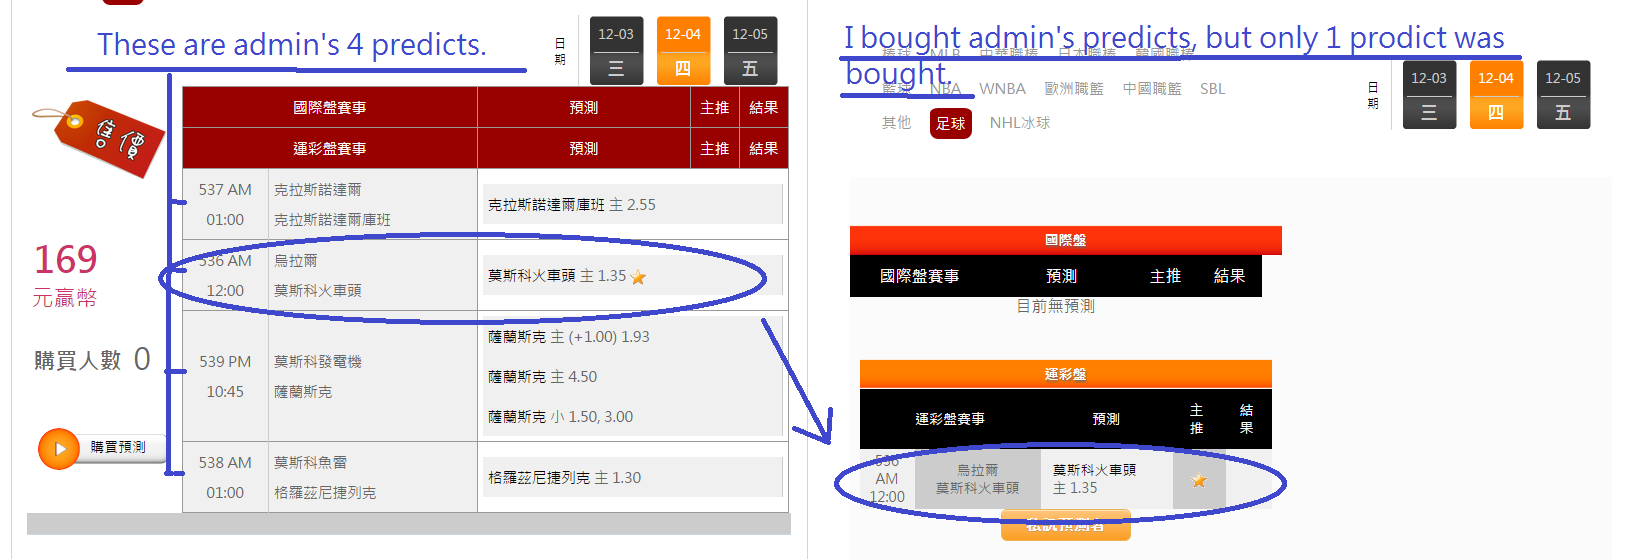 These are admin's 4 predicts.
日期
12-03 三
12-04 四
12-05 五
售價
169
元贏幣
購買人數 0
購買預測
國際盤賽事 預測 主推 結果
運彩盤賽事 預測 主推 結果
537 AM 克拉斯諾達爾
克拉斯諾達爾庫班 主 2.55
01:00 克拉斯諾達爾庫班
536 AM 烏拉爾
莫斯科火車頭 主 1.35
12:00 莫斯科火車頭
薩蘭斯克 主 (+1.00) 1.93
539 PM 莫斯科發電機
薩蘭斯克 主 4.50
10:45 薩蘭斯克
薩蘭斯克 小 1.50, 3.00
538 AM 莫斯科魚雷
格羅茲尼捷列克 主 1.30
01:00 格羅茲尼捷列克
I bought admin's predicts, but only 1 prodict was
bought.
棒球 MLB 中華職棒 日本職棒 韓國職棒
籃球 NBA WNBA 歐洲職籃 中國職籃 SBL
其他 足球 NHL冰球
日期
12-03 三
12-04 四
12-05 五
國際盤
國際盤賽事 預測 主推 結果
目前無預測
運彩盤
運彩盤賽事 預測 主推 結果
536 AM 12:00
烏拉爾
莫斯科火車頭
莫斯科火車頭
主 1.35